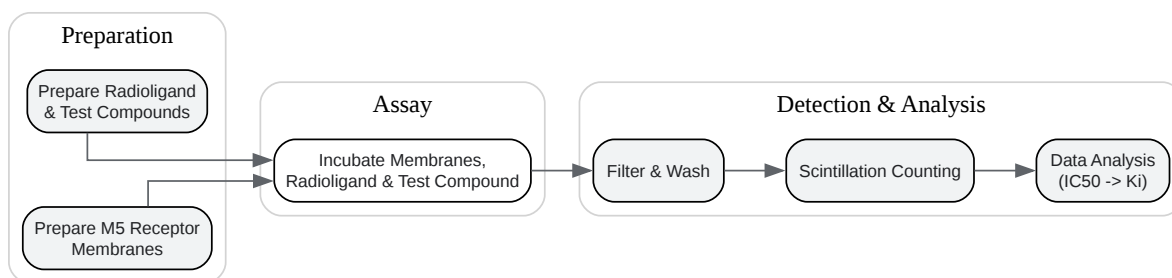 Preparation
Prepare Radioligand
& Test Compounds
Prepare M5 Receptor
Membranes
Assay
Incubate Membranes,
Radioligand & Test Compound
Detection & Analysis
Filter & Wash
Scintillation Counting
Data Analysis
(IC50 -> Ki)